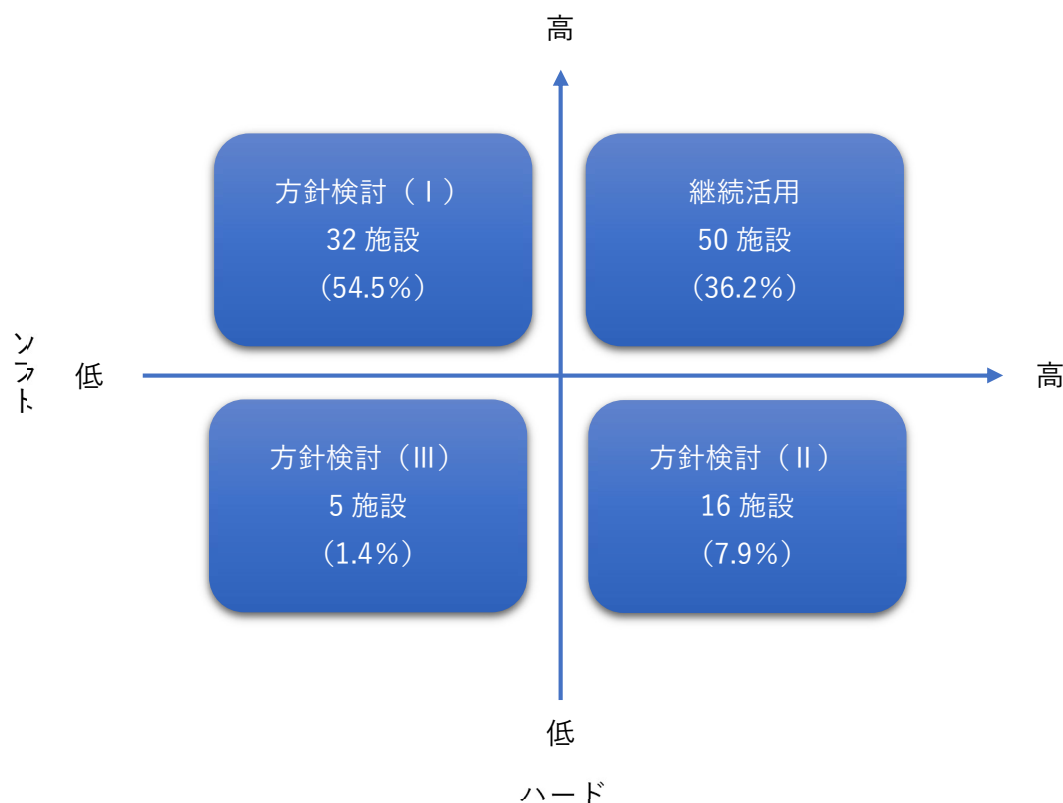 高
方針検討（Ⅰ）
32 施設
（54.5％）
継続活用
50 施設
（36.2％）
ソフト
低
高
方針検討（Ⅲ）
5 施設
（1.4％）
方針検討（Ⅱ）
16 施設
（7.9％）
低
ハード